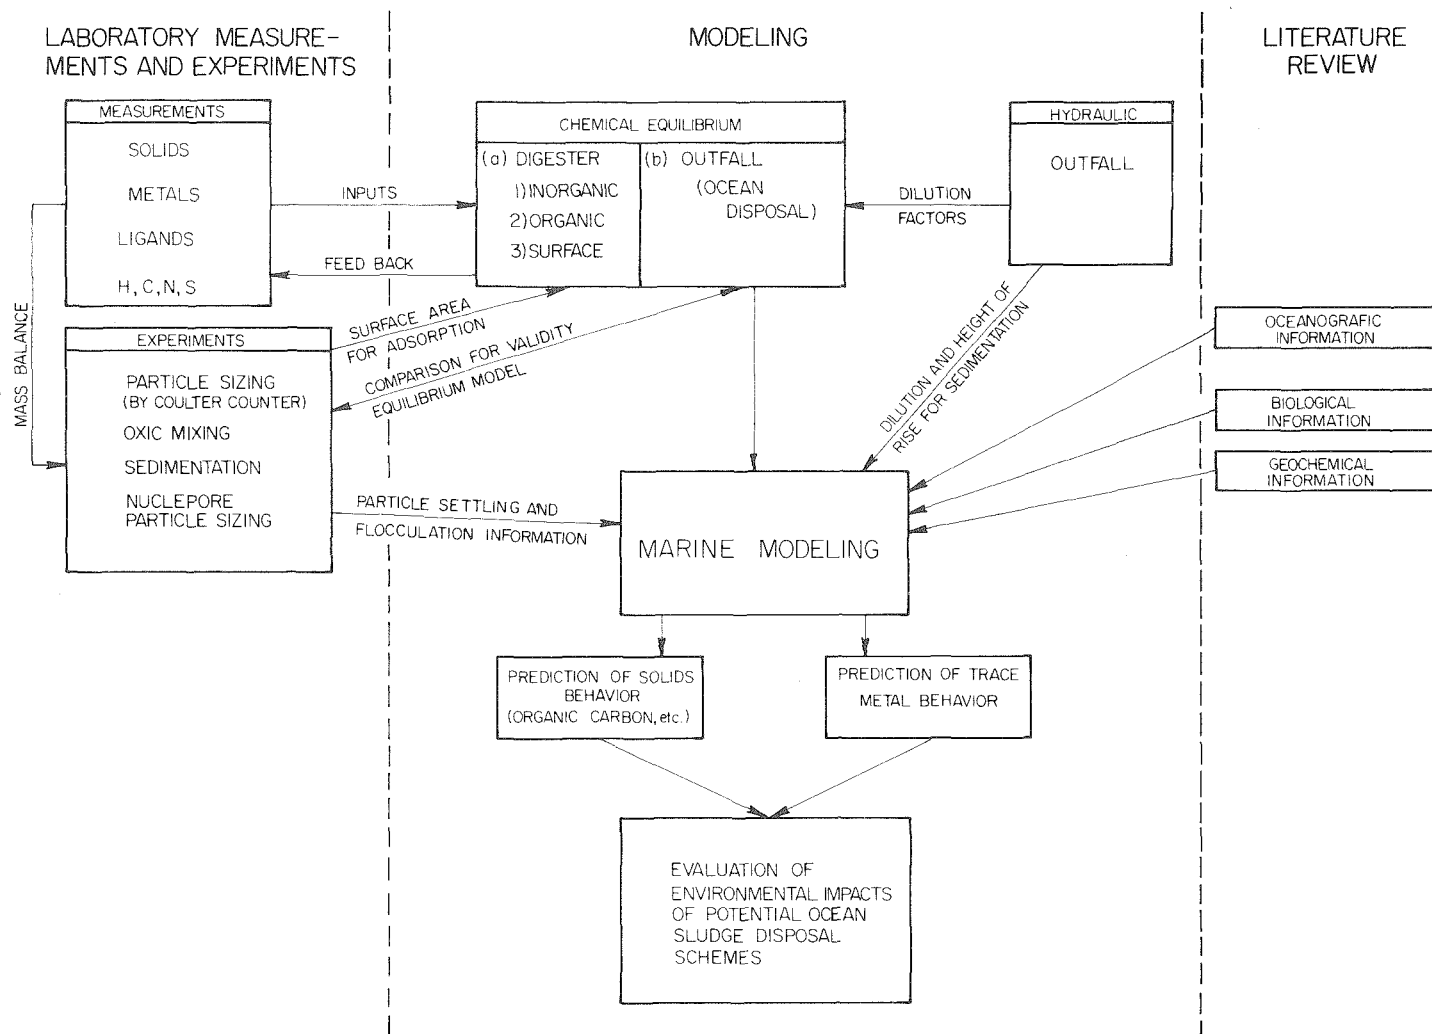 LABORATORY MEASURE-
MENTS AND EXPERIMENTS
MODELING
LITERATURE
REVIEW
MEASUREMENTS
SOLIDS
METALS
LIGANDS
H, C, N, S
INPUTS
FEED BACK
MASS BALANCE
CHEMICAL EQUILIBRIUM
(a) DIGESTER
1) INORGANIC
2) ORGANIC
3) SURFACE
(b) OUTFALL
(OCEAN
DISPOSAL)
DILUTION
FACTORS
HYDRAULIC
OUTFALL
EXPERIMENTS
PARTICLE SIZING
(BY COULTER COUNTER)
OXIC MIXING
SEDIMENTATION
NUCLEPORE
PARTICLE SIZING
SURFACE AREA
FOR ADSORPTION
COMPARISON FOR VALIDITY
EQUILIBRIUM MODEL
DILUTION AND HEIGHT OF
RISE FOR SEDIMENTATION
OCEANOGRAFIC
INFORMATION
BIOLOGICAL
INFORMATION
GEOCHEMICAL
INFORMATION
PARTICLE SETTLING AND
FLOCCULATION INFORMATION
MARINE MODELING
PREDICTION OF SOLIDS
BEHAVIOR
(ORGANIC CARBON, etc.)
PREDICTION OF TRACE
METAL BEHAVIOR
EVALUATION OF
ENVIRONMENTAL IMPACTS
OF POTENTIAL OCEAN
SLUDGE DISPOSAL
SCHEMES